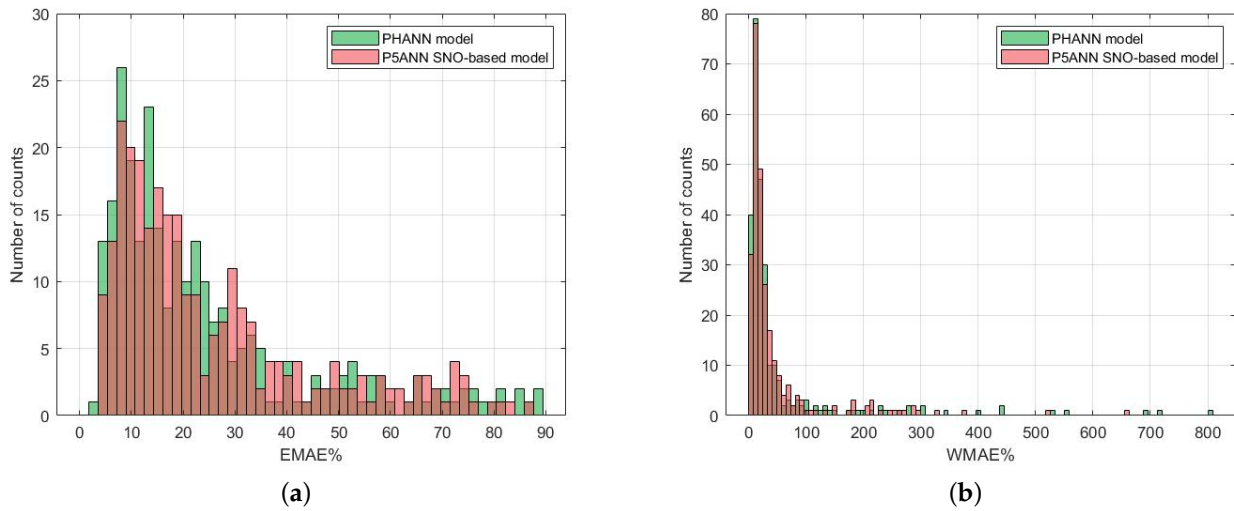 30
25
20
15
10
5
0
Number of counts
PHANN model
P5ANN SNO-based model
0 10 20 30 40 50 60 70 80 90
EMAE%
(a)
80
70
60
50
40
30
20
10
0
Number of counts
PHANN model
P5ANN SNO-based model
0 100 200 300 400 500 600 700 800
WMAE%
(b)